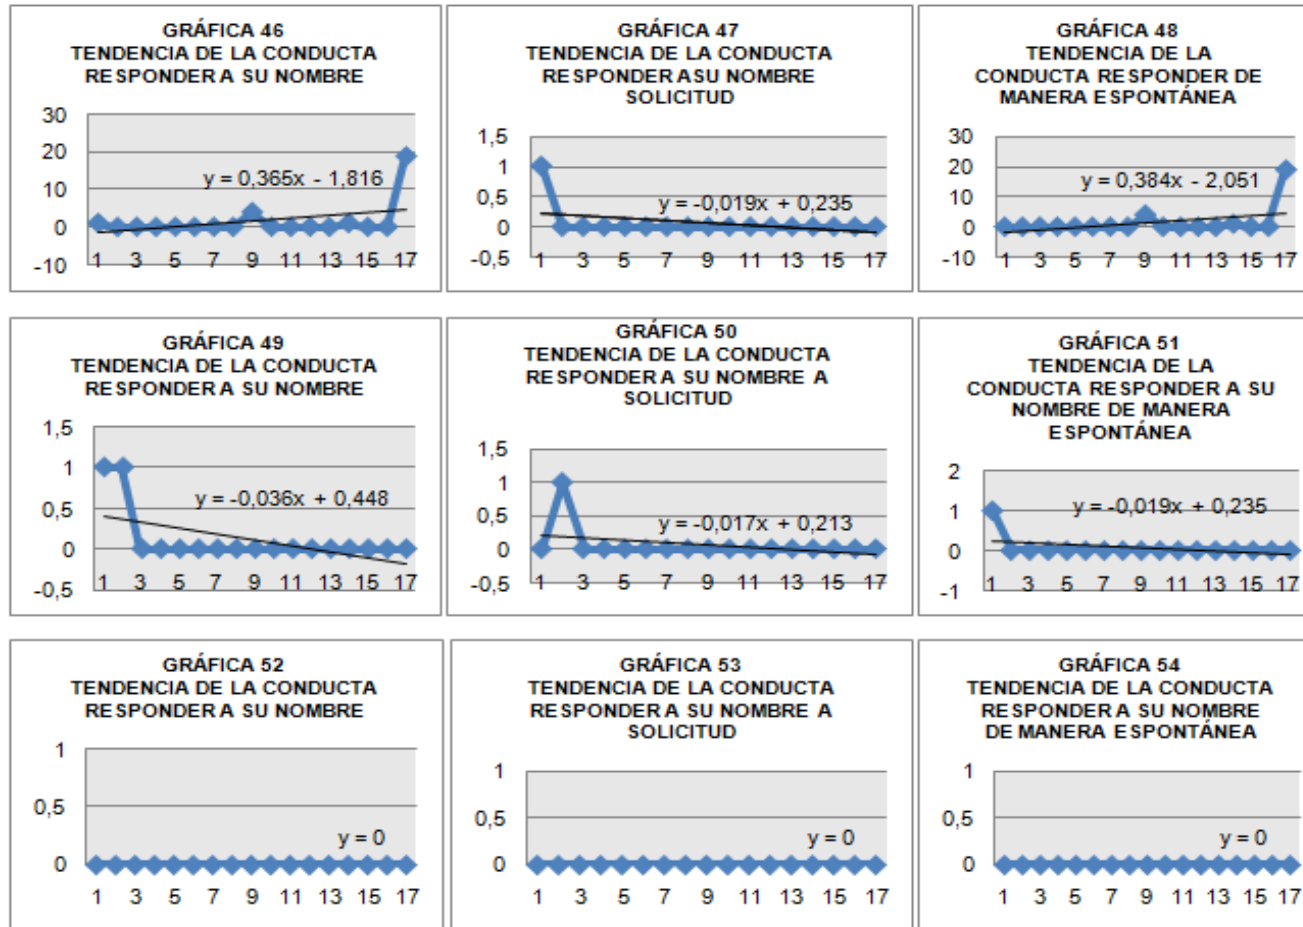 GRÁFICA 46
TENDENCIA DE LA CONDUCTA
RESPONDER A SU NOMBRE
30
20
10
0
-10
y = 0,365x - 1,816
1 3 5 7 9 11 13 15 17
GRÁFICA 47
TENDENCIA DE LA CONDUCTA
RESPONDER ASU NOMBRE
SOLICITUD
1,5
1
0,5
0
-0,5
y = -0,019x + 0,235
1 3 5 7 9 11 13 15 17
GRÁFICA 48
TENDENCIA DE LA
CONDUCTA RESPONDER DE
MANERA ESPONTÁNEA
30
20
10
0
-10
y = 0,384x - 2,051
1 3 5 7 9 11 13 15 17
GRÁFICA 49
TENDENCIA DE LA CONDUCTA
RESPONDER A SU NOMBRE
1,5
1
0,5
0
-0,5
y = -0,036x + 0,448
1 3 5 7 9 11 13 15 17
GRÁFICA 50
TENDENCIA DE LA CONDUCTA
RESPONDER A SU NOMBRE A
SOLICITUD
1,5
1
0,5
0
-0,5
y = -0,017x + 0,213
1 3 5 7 9 11 13 15 17
GRÁFICA 51
TENDENCIA DE LA
CONDUCTA RESPONDER A SU
NOMBRE DE MANERA
ESPONTÁNEA
2
1
0
-1
y = -0,019x + 0,235
1 3 5 7 9 11 13 15 17
GRÁFICA 52
TENDENCIA DE LA CONDUCTA
RESPONDER A SU NOMBRE
1
0,5
0
y = 0
1 3 5 7 9 11 13 15 17
GRÁFICA 53
TENDENCIA DE LA CONDUCTA
RESPONDER A SU NOMBRE A
SOLICITUD
1
0,5
0
y = 0
1 3 5 7 9 11 13 15 17
GRÁFICA 54
TENDENCIA DE LA CONDUCTA
RESPONDER A SU NOMBRE
DE MANERA ESPONTÁNEA
1
0,5
0
y = 0
1 3 5 7 9 11 13 15 17